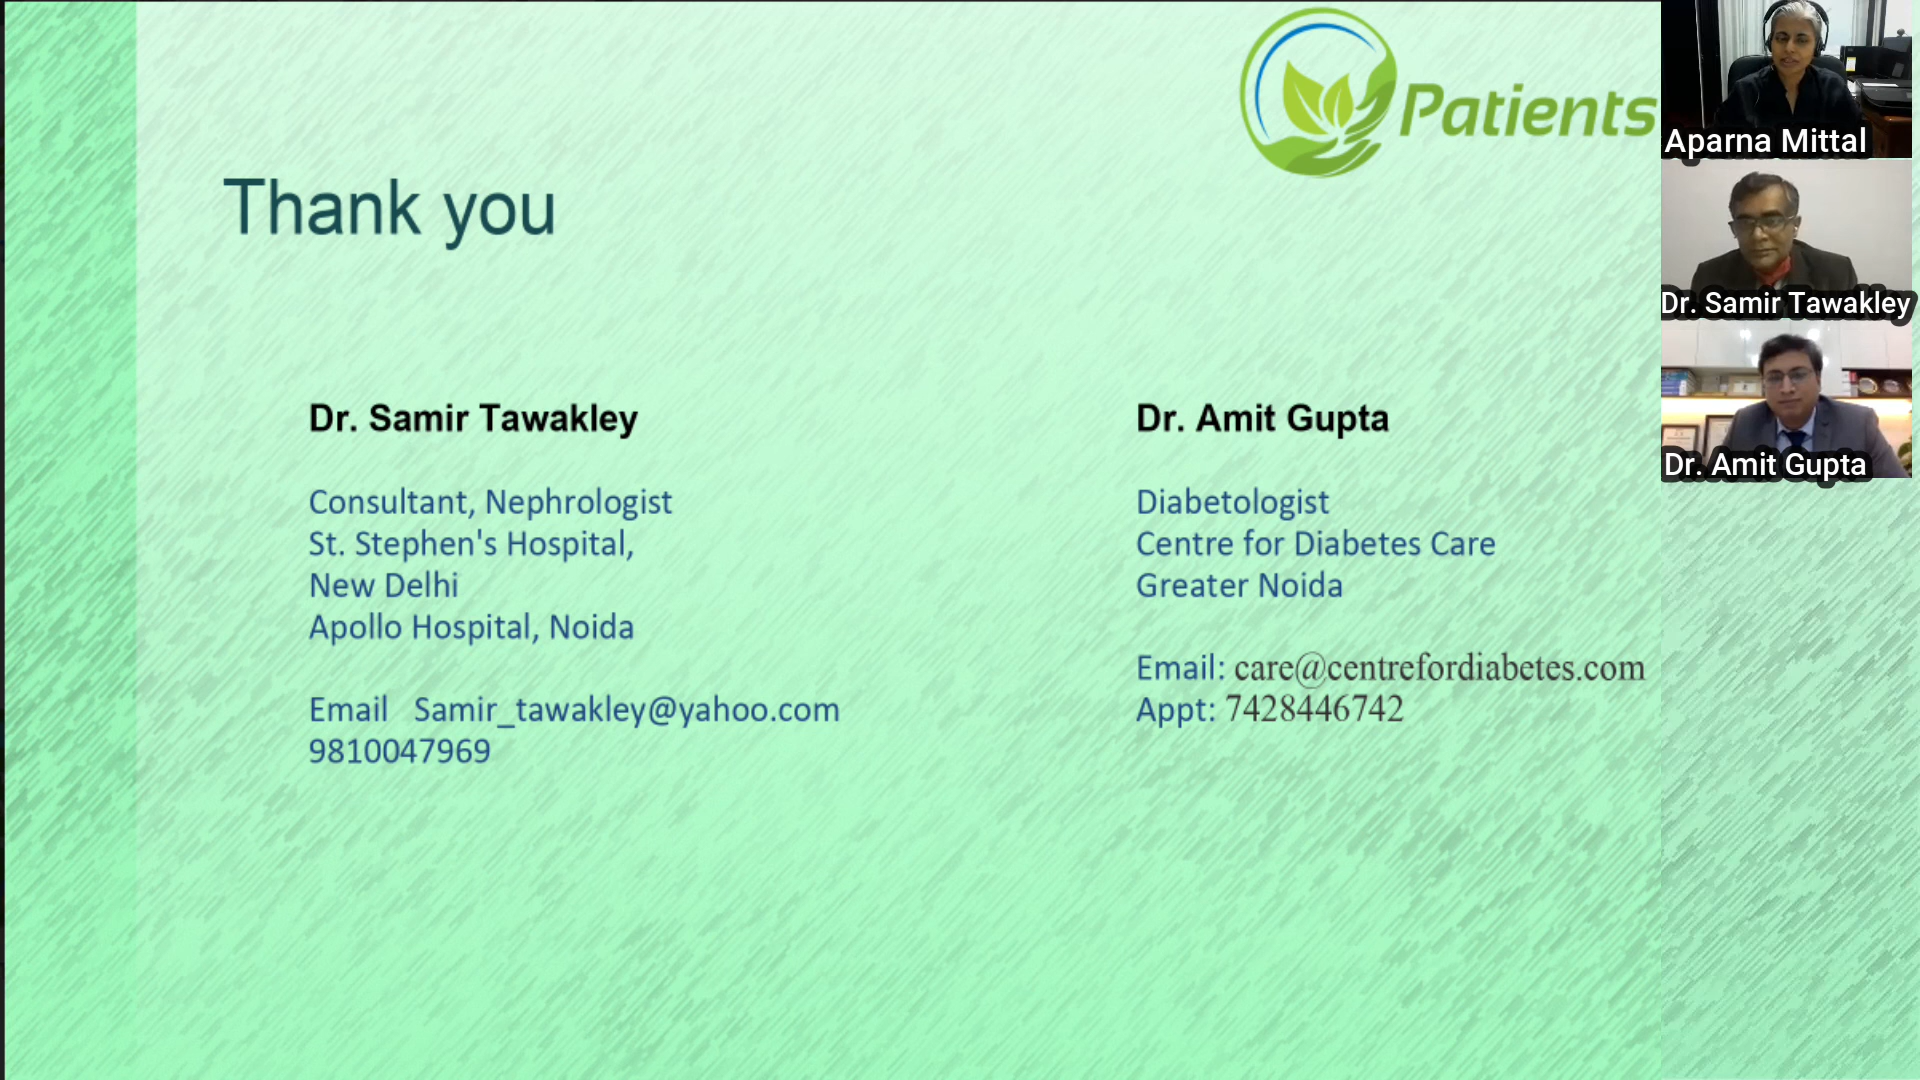 Patients
Thank you
Dr. Samir Tawakley
Consultant, Nephrologist
St. Stephen's Hospital,
New Delhi
Apollo Hospital, Noida
Email Samir_tawakley@yahoo.com
9810047969
Dr. Amit Gupta
Diabetologist
Centre for Diabetes Care
Greater Noida
Email: care@centrefordiabetes.com
Appt: 7428446742
Aparna Mittal
Dr. Samir Tawakley
Dr. Amit Gupta